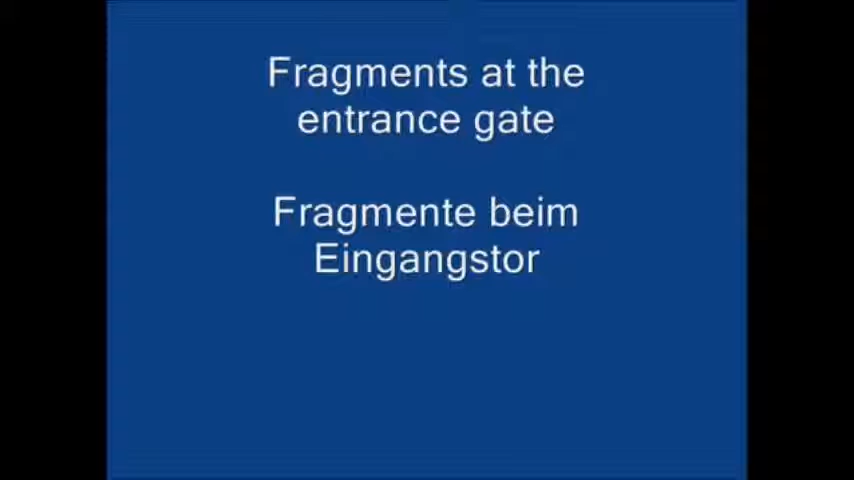 Fragments at the
entrance gate
Fragmente beim
Eingangstor